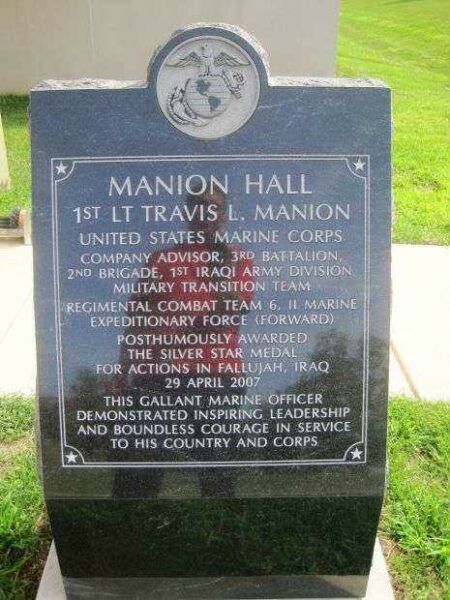 MANION HALL
1ST LT TRAVIS L. MANION
UNITED STATES MARINE CORPS
COMPANY ADVISOR, 3RD BATTALION,
2ND BRIGADE, 1ST IRAQI ARMY DIVISION
MILITARY TRANSITION TEAM
REGIMENTAL COMBAT TEAM 6, II MARINE
EXPEDITIONARY FORCE (FORWARD)
POSTHUMOUSLY AWARDED
THE SILVER STAR MEDAL
FOR ACTIONS IN FALLUJAH, IRAQ
29 APRIL 2007
THIS GALLANT MARINE OFFICER
DEMONSTRATED INSPIRING LEADERSHIP
AND BOUNDLESS COURAGE IN SERVICE
TO HIS COUNTRY AND CORPS